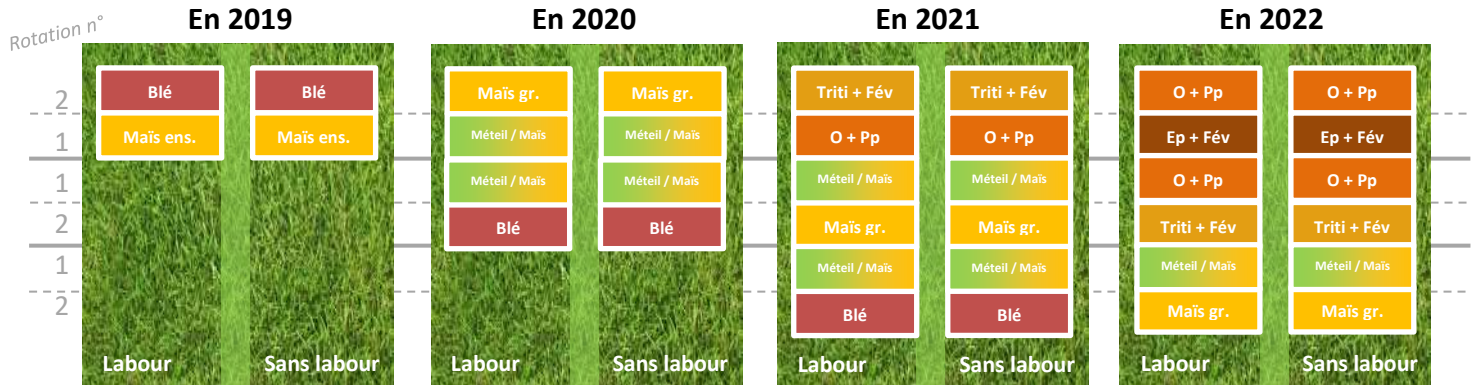 Rotation n°
2
1
1
2
1
2
En 2019
Blé
Blé
Maïs ens.
Maïs ens.
Labour
Sans labour
En 2020
Maïs gr.
Maïs gr.
Méteil / Maïs
Méteil / Maïs
Méteil / Maïs
Méteil / Maïs
Blé
Blé
Labour
Sans labour
En 2021
Triti + Fév
Triti + Fév
O + Pp
O + Pp
Méteil / Maïs
Méteil / Maïs
Maïs gr.
Maïs gr.
Méteil / Maïs
Méteil / Maïs
Blé
Blé
Labour
Sans labour
En 2022
O + Pp
O + Pp
Ep + Fév
Ep + Fév
O + Pp
O + Pp
Triti + Fév
Triti + Fév
Méteil / Maïs
Méteil / Maïs
Maïs gr.
Maïs gr.
Labour
Sans labour